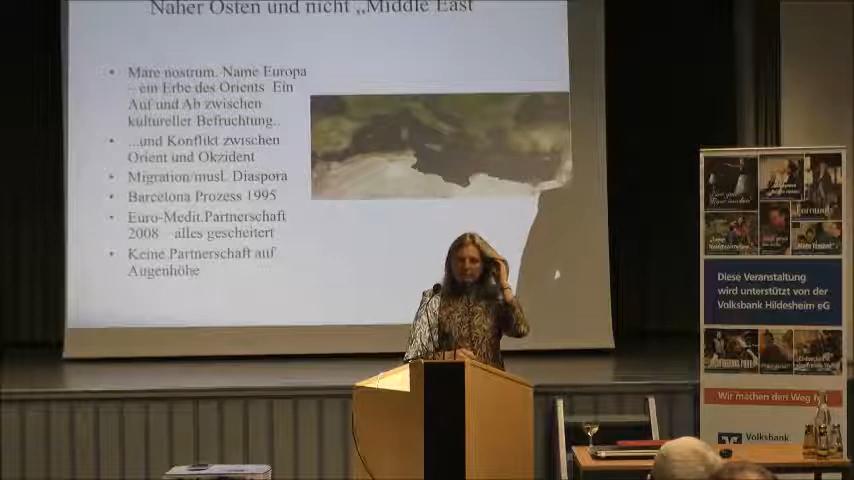 Naher Osten und nicht „Middle East
• Mare nostrum. Name Europa
– ein Erbe des Orients Ein
Auf und Ab zwischen
kultureller Befruchtung..
• ...und Konflikt zwischen
Orient und Okzident
• Migration/musl. Diaspora
• Barcelona Prozess 1995
• Euro-Medit.Partnerschaft
2008 alles gescheitert
• Keine Partnerschaft auf
Augenhöhe
Diese Veranstaltung
wird unterstützt von der
Volksbank Hildesheim eG
Wir machen den Weg frei.
Volksbank